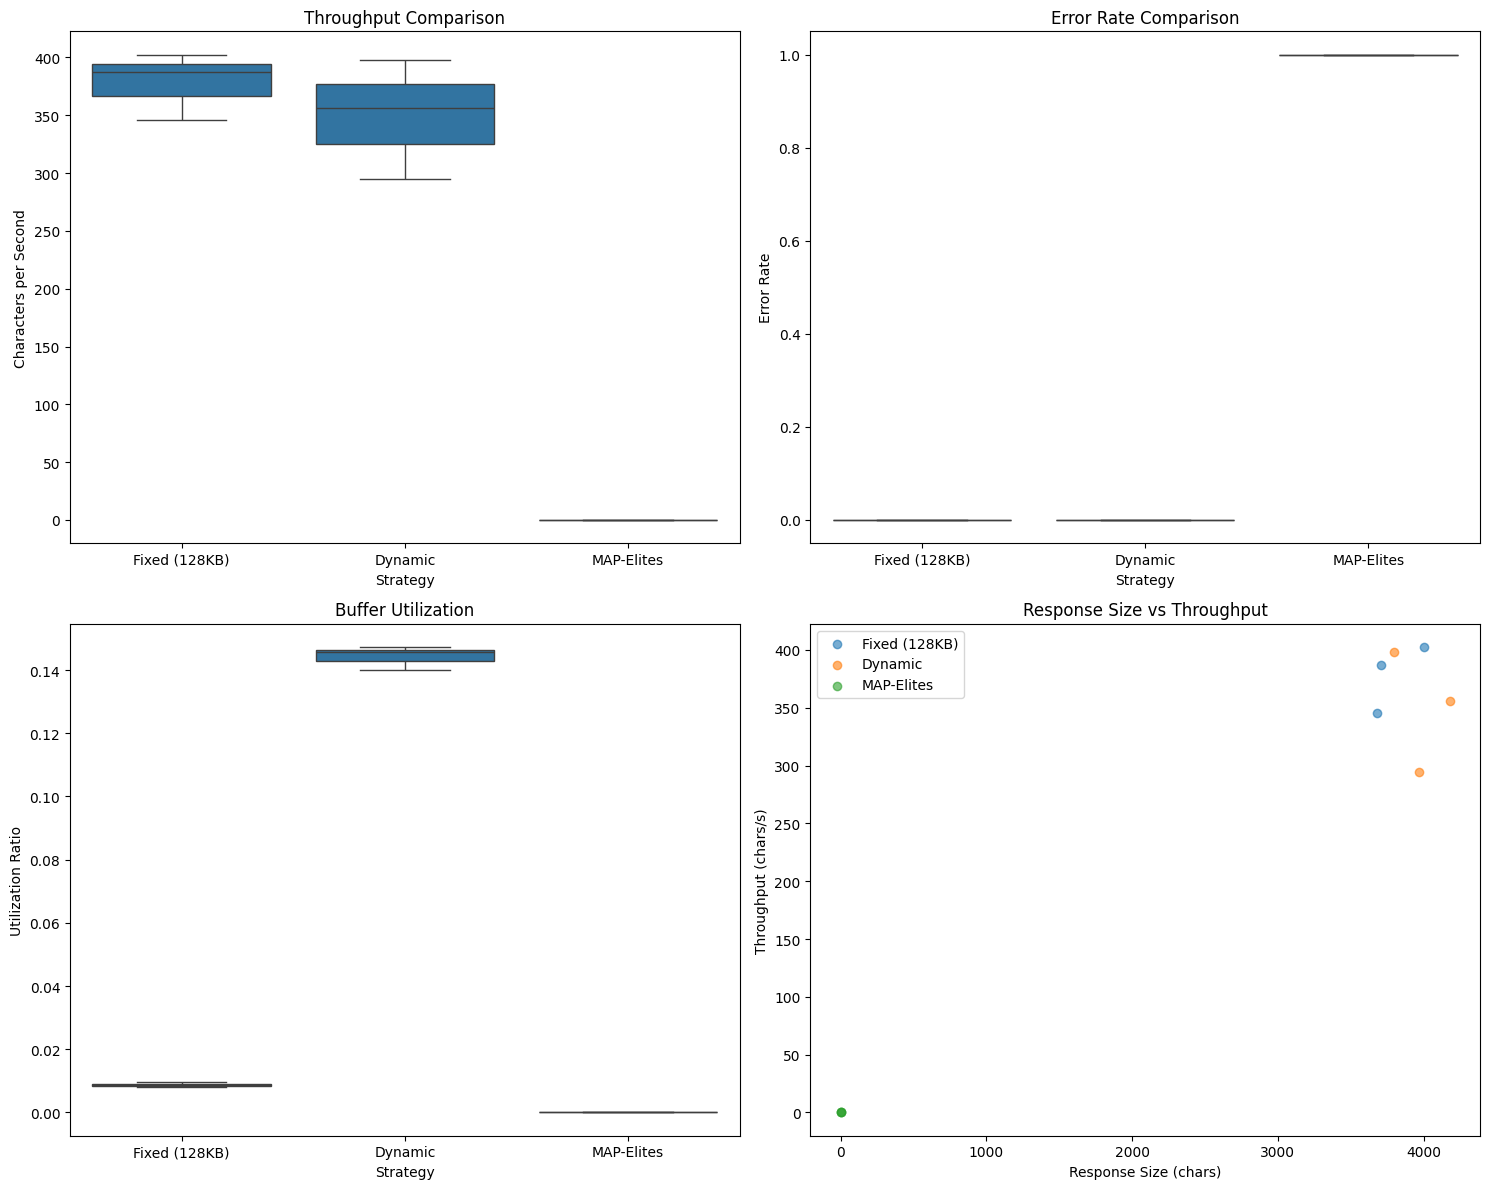 Throughput Comparison
400
350
300
250
200
150
100
50
0
Characters per Second
Fixed (128KB)
Dynamic
MAP-Elites
Strategy
Error Rate Comparison
1.0
0.8
0.6
0.4
0.2
0.0
Error Rate
Fixed (128KB)
Dynamic
MAP-Elites
Strategy
Buffer Utilization
0.14
0.12
0.10
0.08
0.06
0.04
0.02
0.00
Utilization Ratio
Fixed (128KB)
Dynamic
MAP-Elites
Strategy
Response Size vs Throughput
Fixed (128KB)
Dynamic
MAP-Elites
400
350
300
250
200
150
100
50
0
Throughput (chars/s)
0
1000
2000
3000
4000
Response Size (chars)